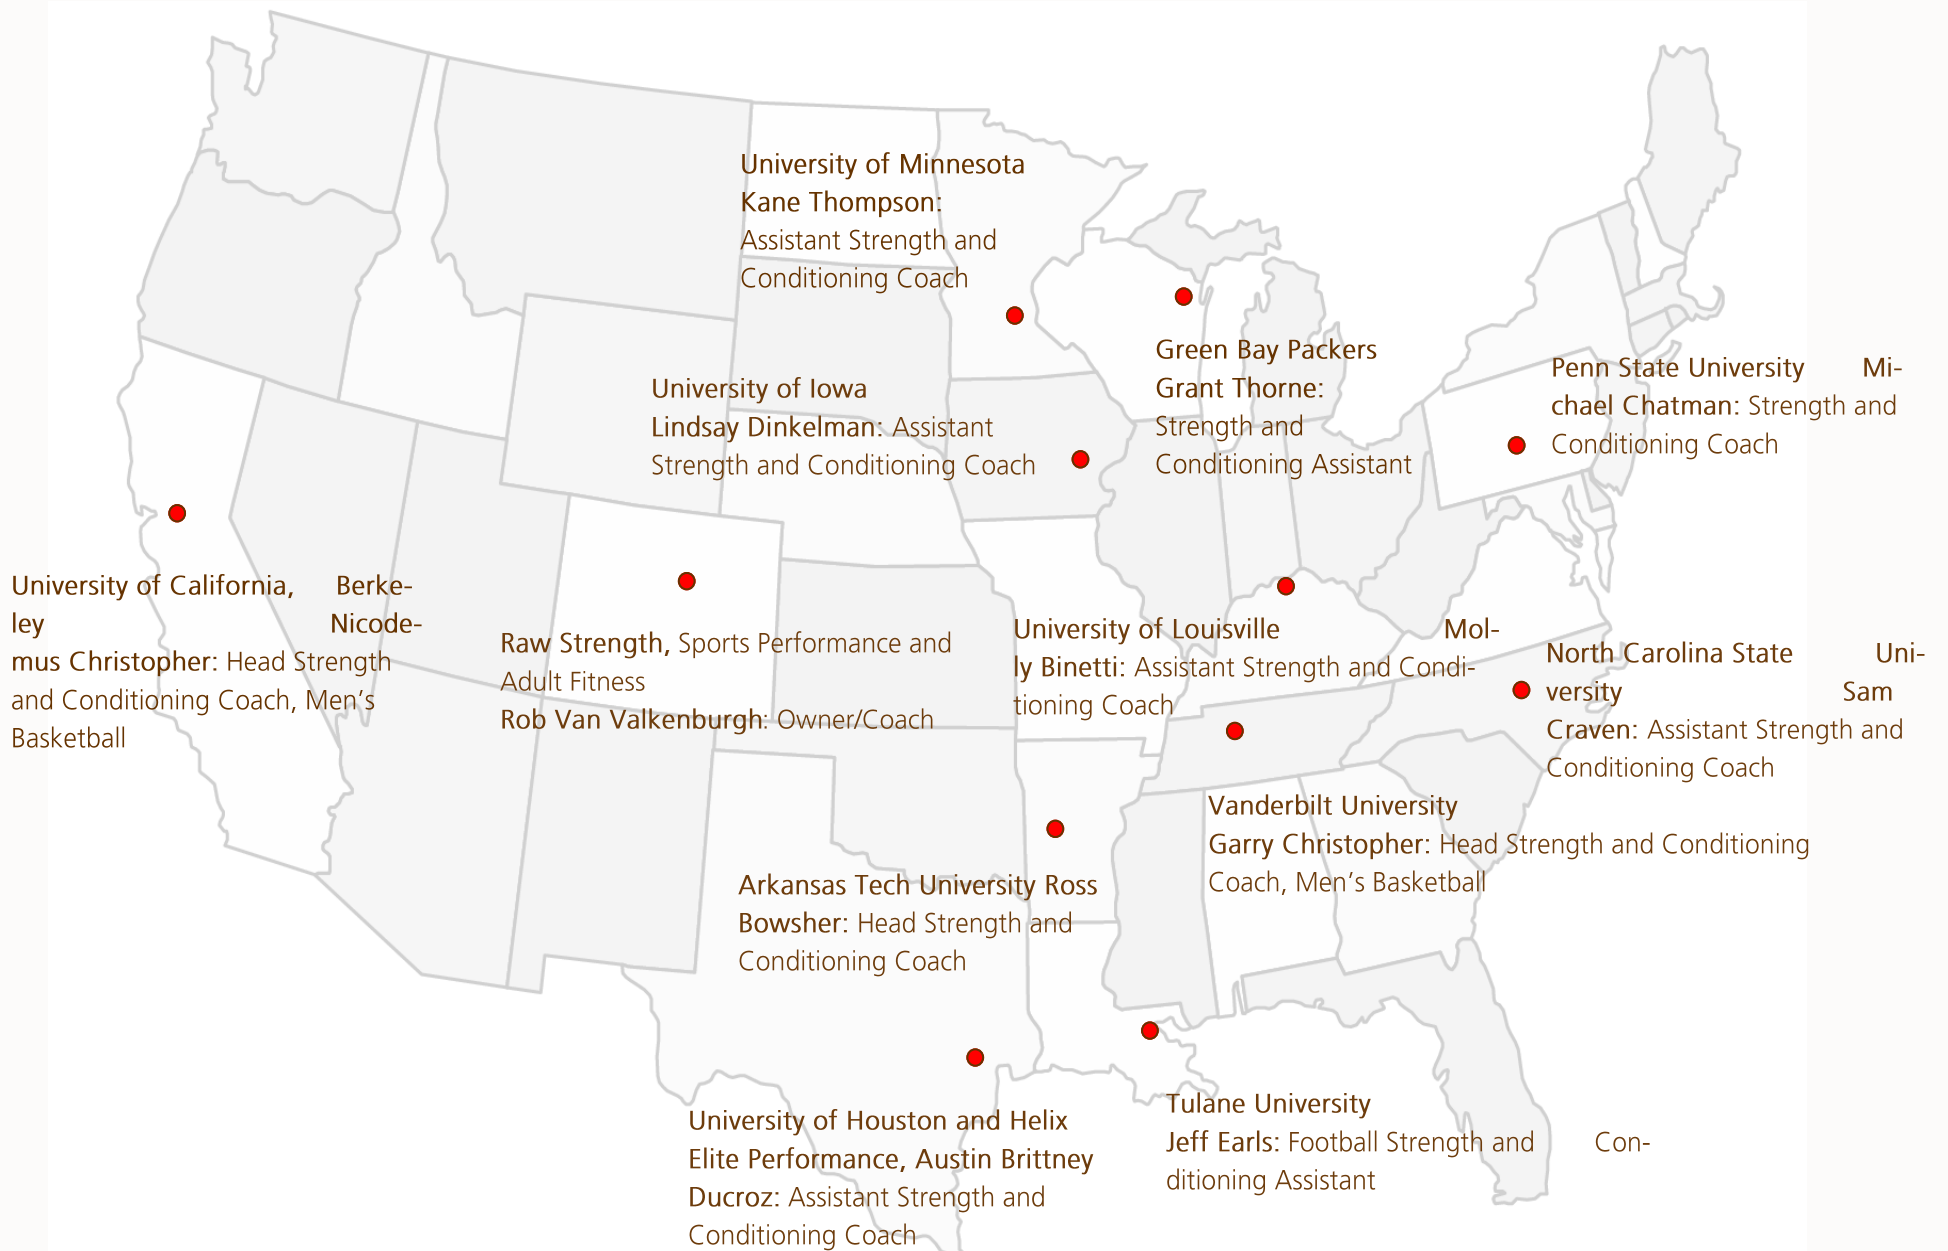 University of Minnesota
Kane Thompson:
Assistant Strength and
Conditioning Coach
Green Bay Packers
Grant Thorne:
Strength and
Conditioning Assistant
Penn State University Mi-
chael Chatman: Strength and
Conditioning Coach
University of Iowa
Lindsay Dinkelman: Assistant
Strength and Conditioning Coach
University of California, Berke-
ley Nicode-
mus Christopher: Head Strength
and Conditioning Coach, Men's
Basketball
Raw Strength, Sports Performance and
Adult Fitness
Rob Van Valkenburgh: Owner/Coach
University of Louisville Mol-
ly Binetti: Assistant Strength and Condi-
tioning Coach
North Carolina State Uni-
versity Sam
Craven: Assistant Strength and
Conditioning Coach
Vanderbilt University
Garry Christopher: Head Strength and Conditioning
Coach, Men's Basketball
Arkansas Tech University Ross
Bowsher: Head Strength and
Conditioning Coach
University of Houston and Helix
Elite Performance, Austin Brittney
Ducroz: Assistant Strength and
Conditioning Coach
Tulane University
Jeff Earls: Football Strength and Con-
ditioning Assistant